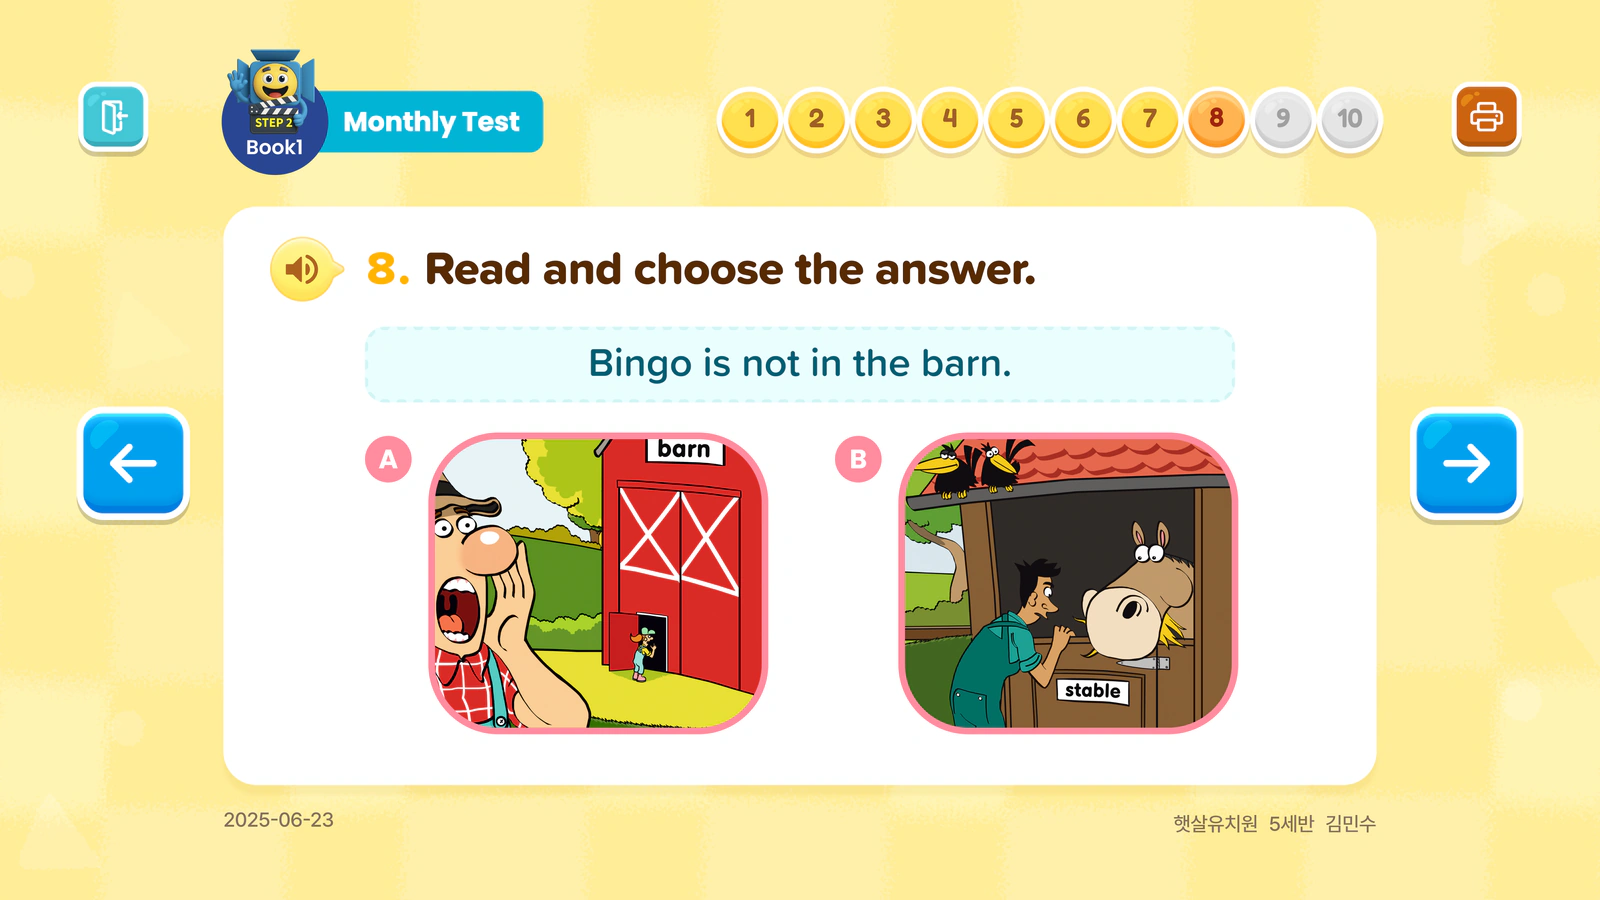 STEP 2
Book1
Monthly Test
1 2 3 4 5 6 7 8 9 10
8. Read and choose the answer.
Bingo is not in the barn.
A
barn
B
stable
2025-06-23
햇살유치원 5세반 김민수